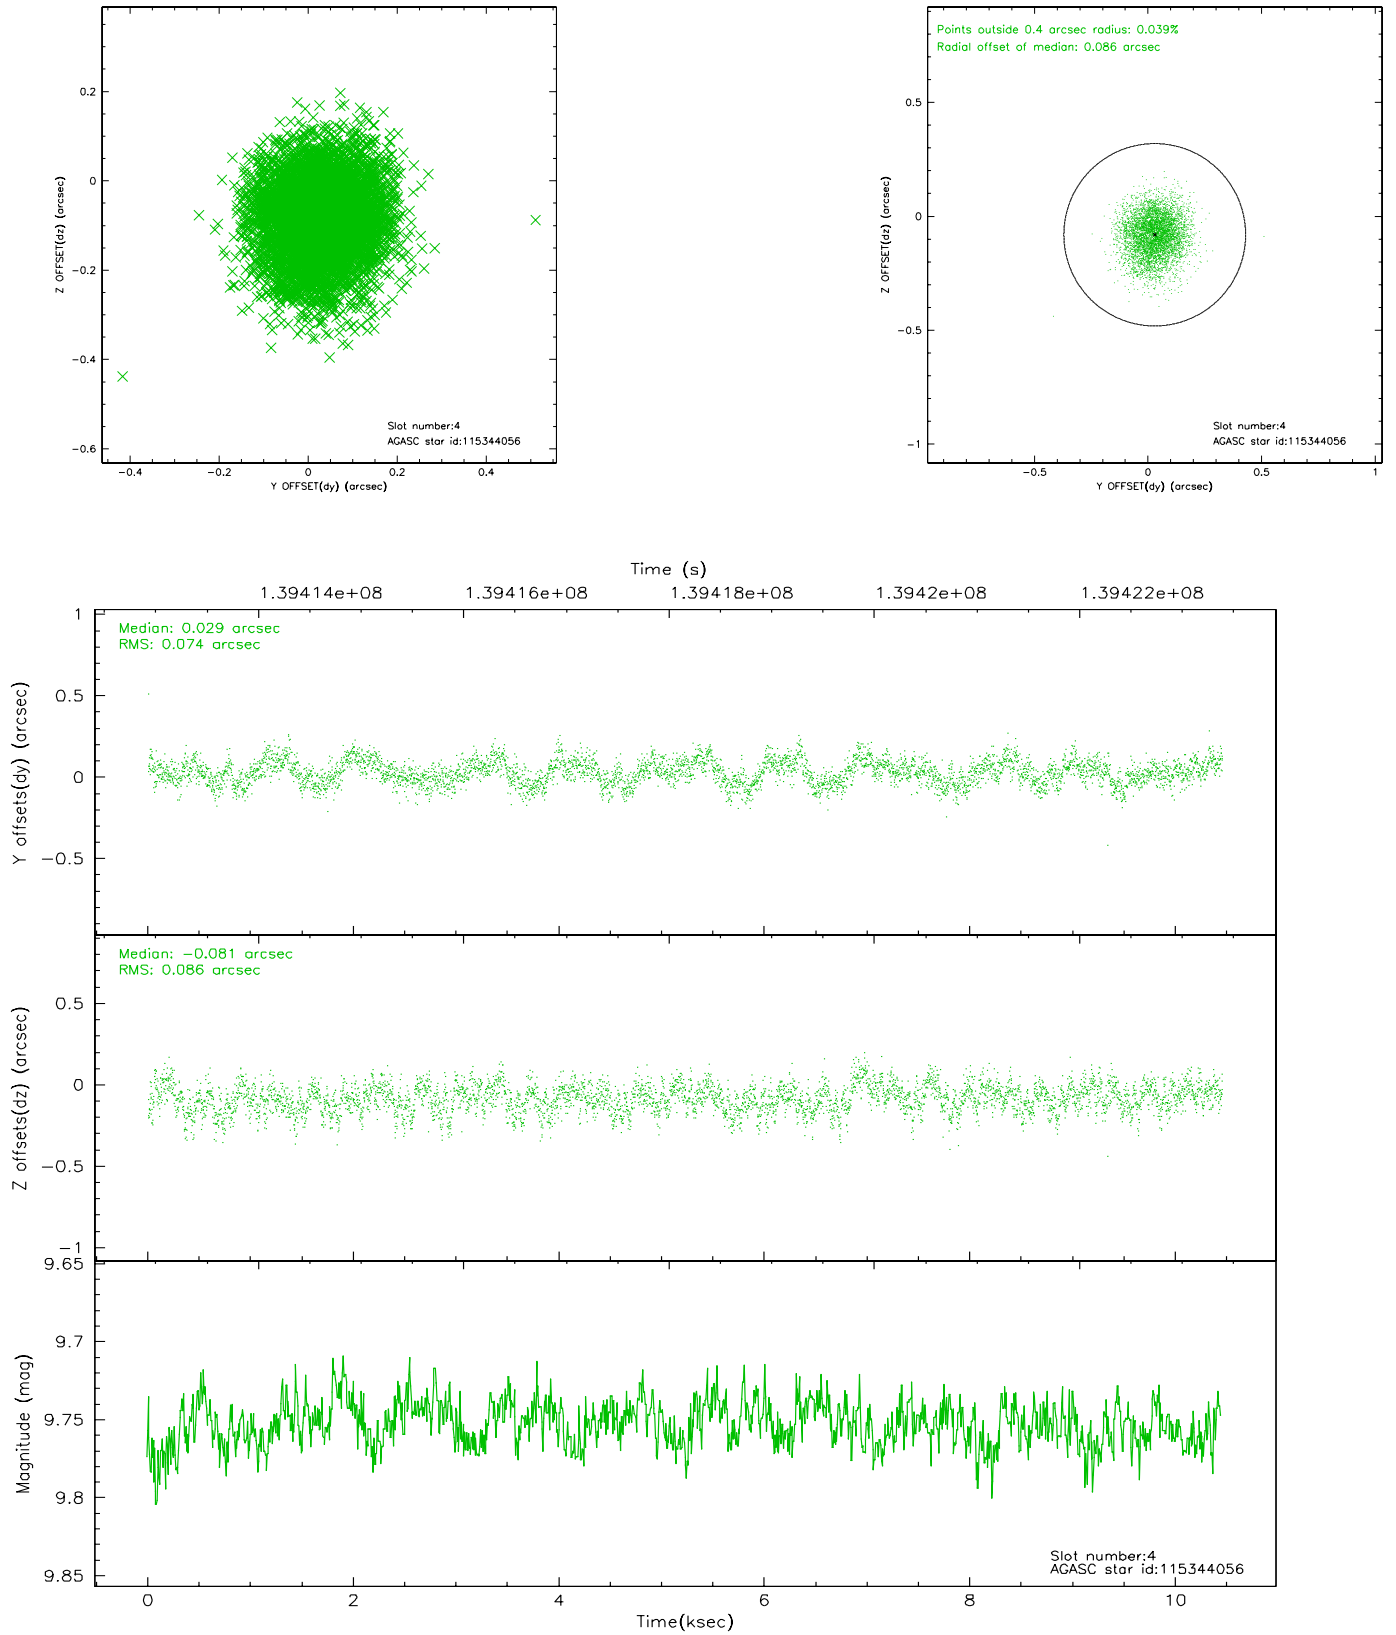 0.2
0
-0.2
-0.4
-0.6
Z OFFSET(dz) (arcsec)
Slot number:4
AGASC star id:115344056
-0.4 -0.2 0 0.2 0.4
Y OFFSET(dy) (arcsec)
Points outside 0.4 arcsec radius: 0.039%
Radial offset of median: 0.086 arcsec
0.5
0
-0.5
-1
Z OFFSET(dz) (arcsec)
Slot number:4
AGASC star id:115344056
-0.5 0 0.5 1
Y OFFSET(dy) (arcsec)
Time (s)
1.39414e+08 1.39416e+08 1.39418e+08 1.3942e+08 1.39422e+08
Median: 0.029 arcsec
RMS: 0.074 arcsec
1
0.5
0
-0.5
Y offsets(dy) (arcsec)
Median: -0.081 arcsec
RMS: 0.086 arcsec
0.5
0
-0.5
-1
Z offsets(dz) (arcsec)
9.65
9.7
9.75
9.8
9.85
Magnitude (mag)
Slot number:4
AGASC star id:115344056
0 2 4 6 8 10
Time(ksec)